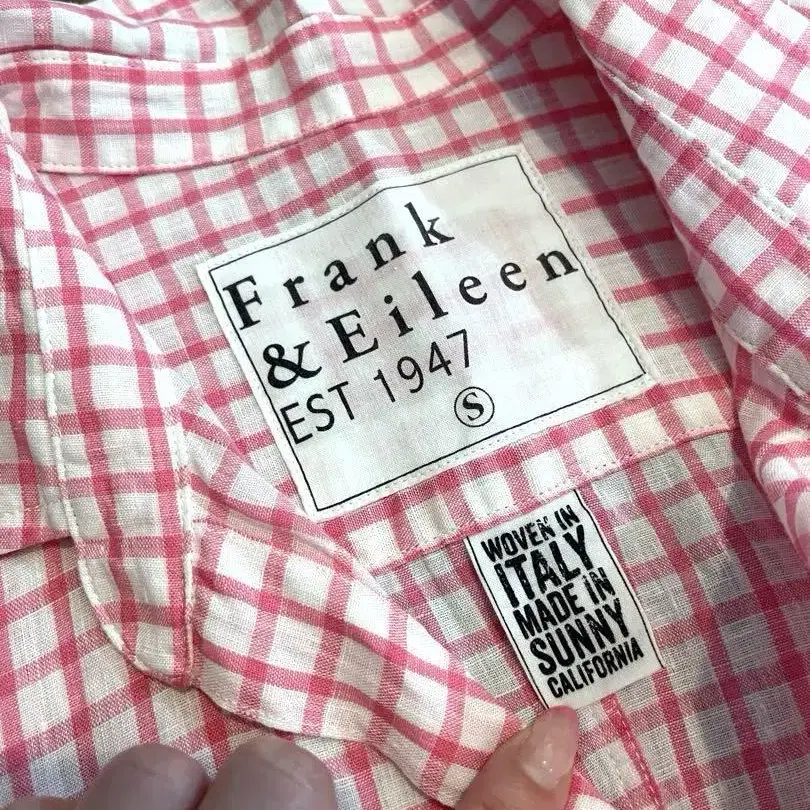 Frank
& Eileen
EST 1947
S
WOVEN IN
ITALY
MADE IN
SUNNY
CALIFORNIA